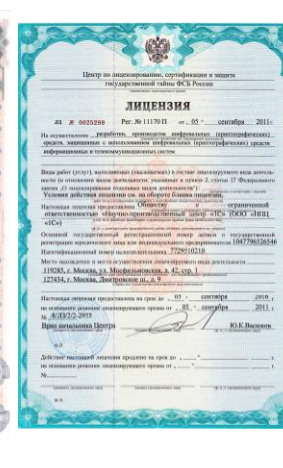 Центр по лицензированию, сертификации и защите
государственной тайны ФСБ России
ЛИЦЕНЗИЯ
ЛЗ № 0025299 Рег. № 11170 П от „ 05 “ сентября 2011 г.
На осуществление разработки, производства шифровальных (криптографических)
средств, защищенных с использованием шифровальных (криптографических) средств
информационных и телекоммуникационных систем.
Виды работ (услуг), выполняемых (оказываемых) в составе лицензируемого вида деятель-
ности (в отношении видов деятельности, указанных в пункте 2 статьи 17 Федерального
закона „О лицензировании отдельных видов деятельности“)
Условия действия лицензии см. на обороте бланка лицензии.
Настоящая лицензия предоставлена Обществу с ограниченной
ответственностью «Научно-производственный центр «1С» (ООО «НПЦ
«1С»)
Основной государственный регистрационный номер записи о государственной
регистрации юридического лица или индивидуального предпринимателя 1047796526546
Идентификационный номер налогоплательщика 7729510210
Место нахождения и места осуществления лицензируемого вида деятельности
119285, г. Москва, ул. Мосфильмовская, д. 42, стр. 1
127434, г. Москва, Дмитровское ш., д. 9
Настоящая лицензия предоставлена на срок до „ 05 “ сентября 2016 г.
на основании решения лицензирующего органа от „ 05 “ сентября 2011 г.
№ 8/ЛЗ/2/2-2953
Врио начальника Центра Ю.К.
М.П.
Действие настоящей лицензии продлено на срок до „ “ г.
на основании решения лицензирующего органа от „ “ г.
№
М.П.